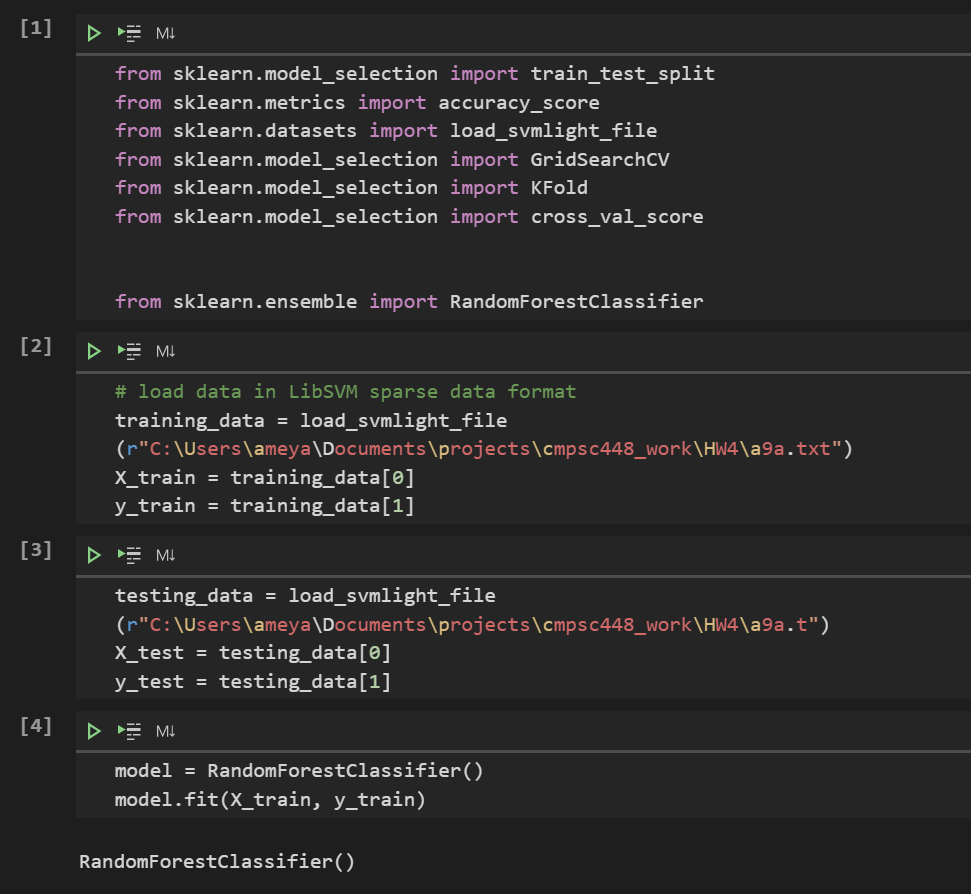 [1]
M↓
from sklearn.model_selection import train_test_split
from sklearn.metrics import accuracy_score
from sklearn.datasets import load_svmlight_file
from sklearn.model_selection import GridSearchCV
from sklearn.model_selection import KFold
from sklearn.model_selection import cross_val_score
from sklearn.ensemble import RandomForestClassifier
[2]
M↓
# load data in LibSVM sparse data format
training_data = load_svmlight_file
(r"C:\Users\ameya\Documents\projects\cmpsc448_work\HW4\a9a.txt")
X_train = training_data[0]
y_train = training_data[1]
[3]
M↓
testing_data = load_svmlight_file
(r"C:\Users\ameya\Documents\projects\cmpsc448_work\HW4\a9a.t")
X_test = testing_data[0]
y_test = testing_data[1]
[4]
M↓
model = RandomForestClassifier()
model.fit(X_train, y_train)
RandomForestClassifier()